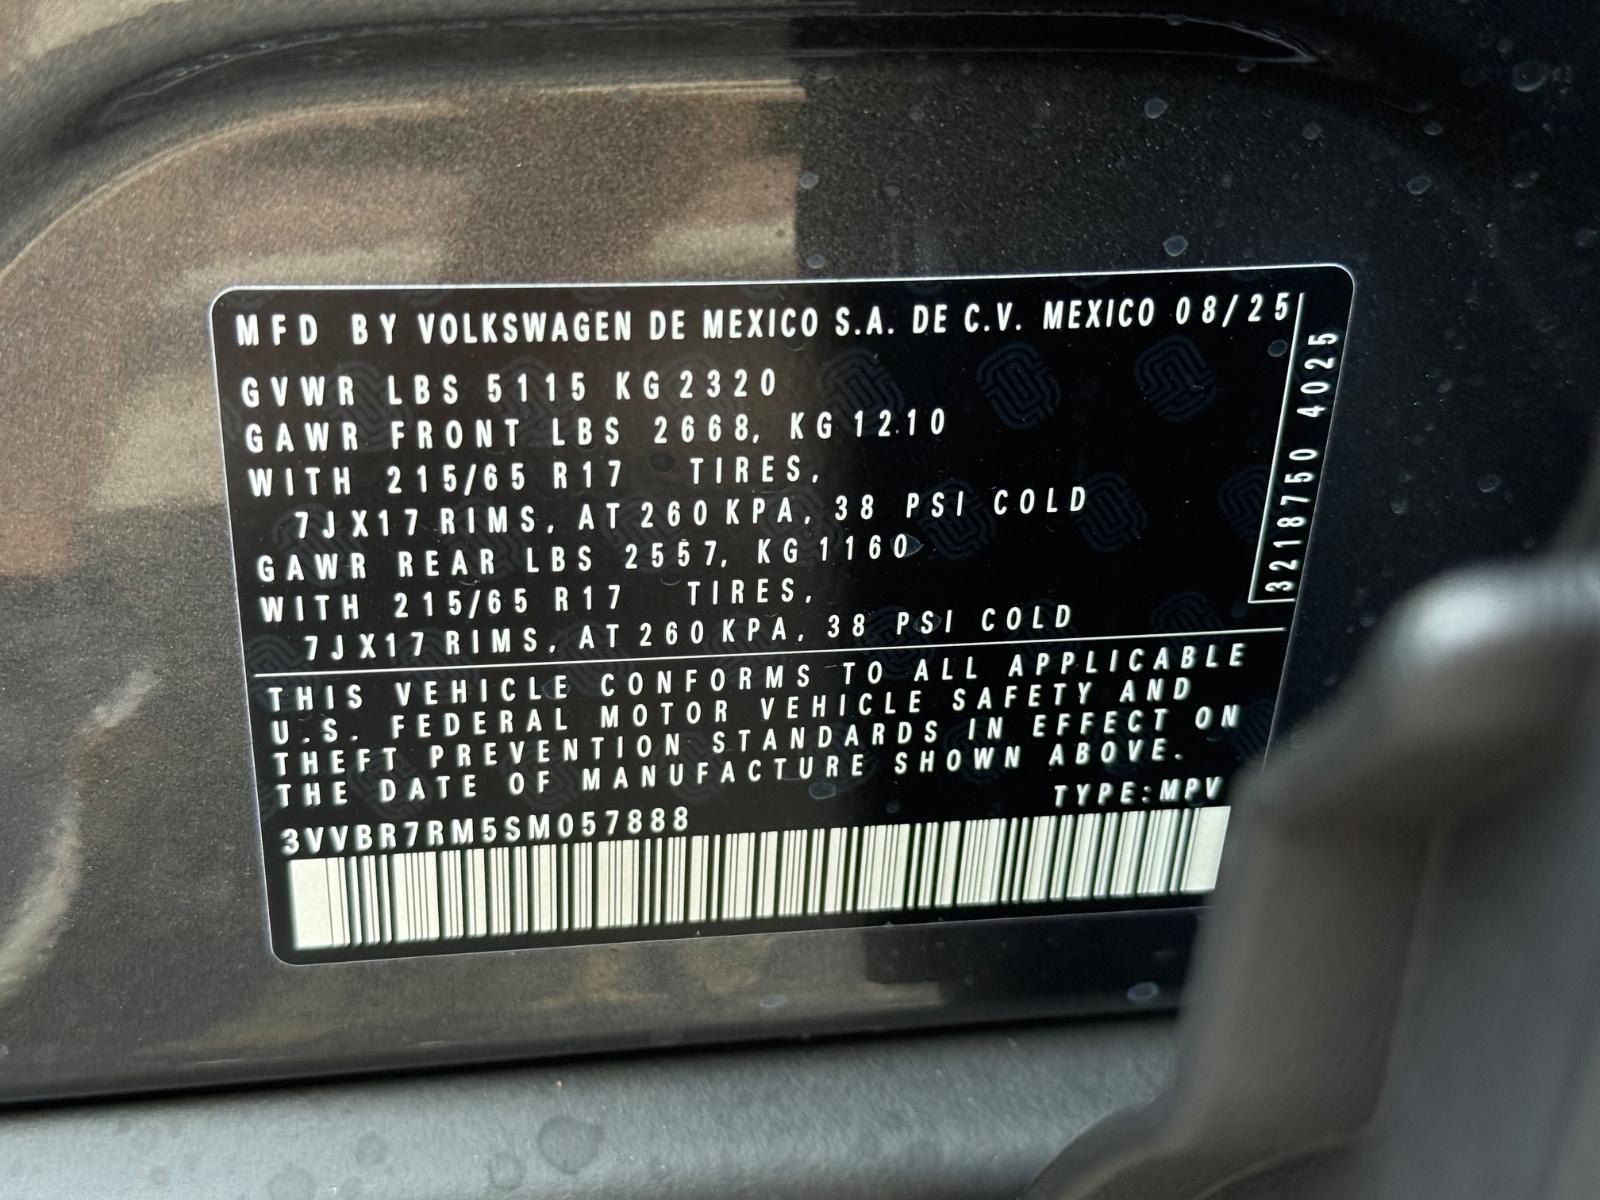 MFD BY VOLKSWAGEN DE MEXICO S.A. DE C.V. MEXICO 08/25
GVWR LBS 5115 KG 2320
GAWR FRONT LBS 2668, KG 1210
WITH 215/65 R17 TIRES,
7JX17 RIMS, AT 260 KPA, 38 PSI COLD
GAWR REAR LBS 2557, KG 1160
WITH 215/65 R17 TIRES,
7JX17 RIMS, AT 260 KPA, 38 PSI COLD
3218750 4025
THIS VEHICLE CONFORMS TO ALL APPLICABLE
U.S. FEDERAL MOTOR VEHICLE SAFETY AND
THEFT PREVENTION STANDARDS IN EFFECT ON
THE DATE OF MANUFACTURE SHOWN ABOVE.
3VVBR7RM5SM057888 TYPE:MPV